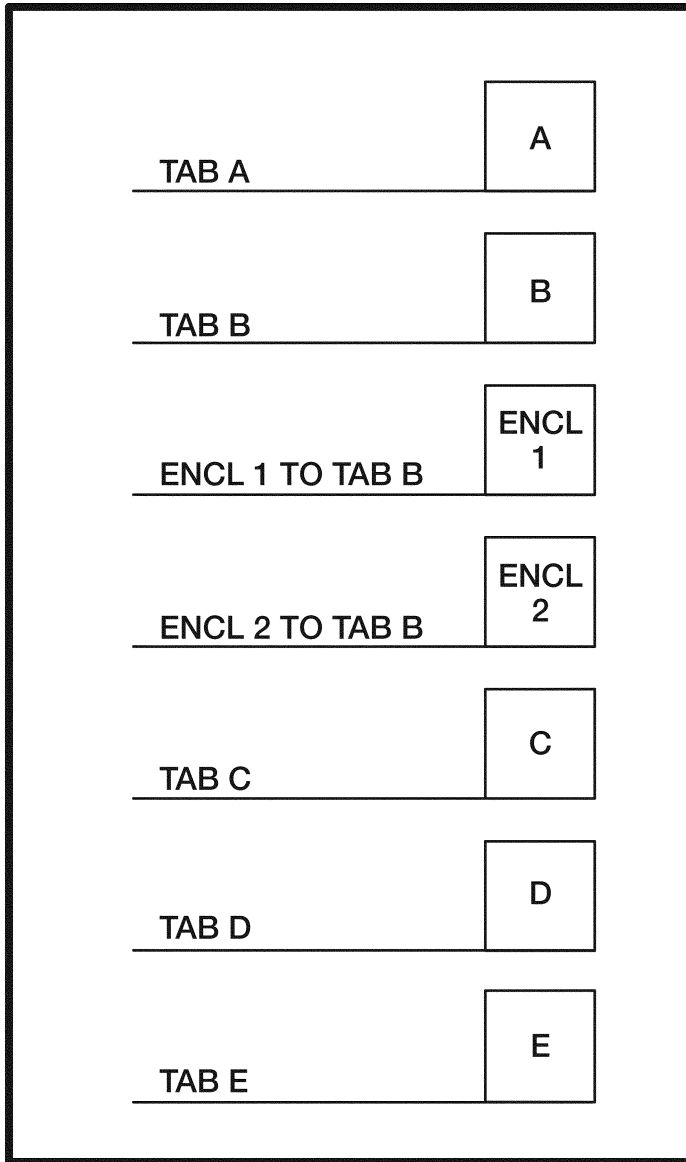 A
TAB A
B
TAB B
ENCL
1
ENCL 1 TO TAB B
ENCL
2
ENCL 2 TO TAB B
C
TAB C
D
TAB D
E
TAB E